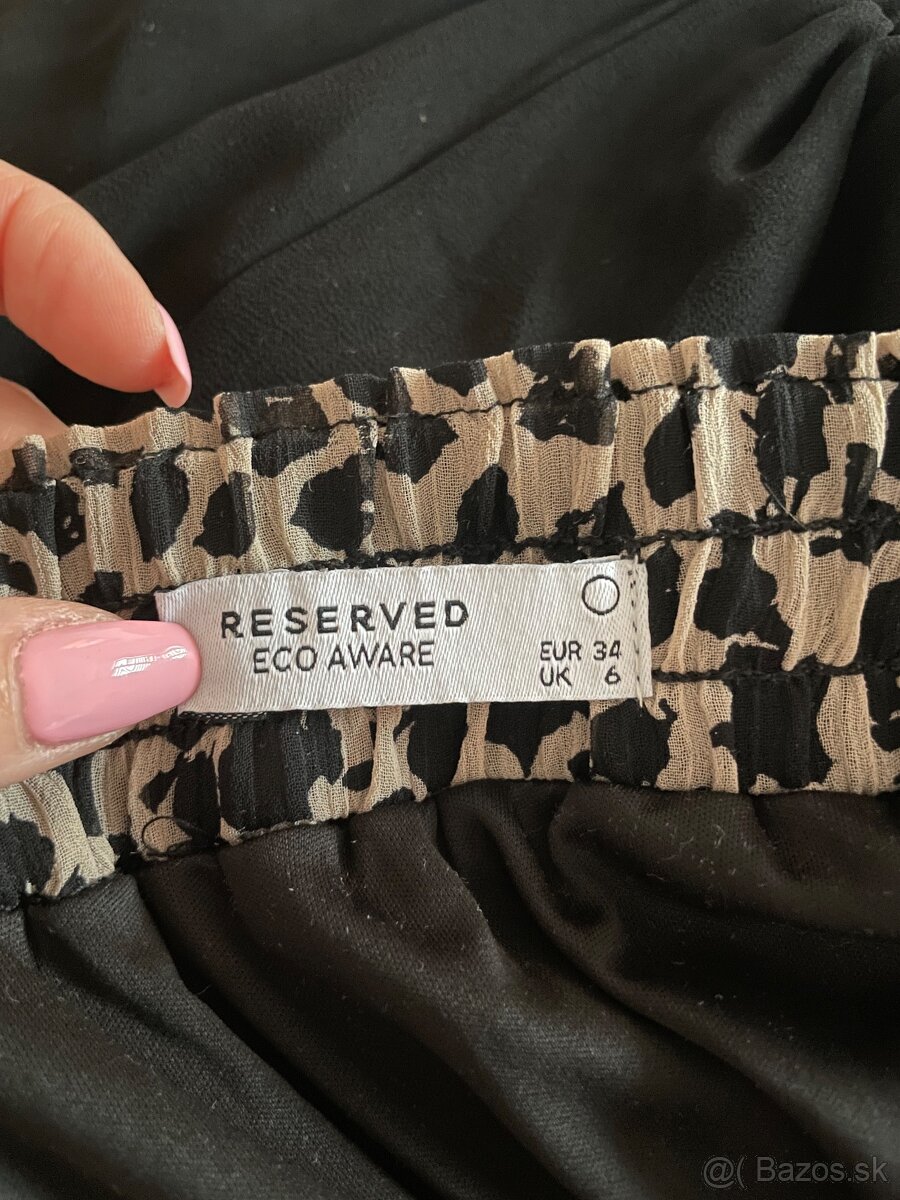 RESERVED
ECO AWARE
EUR 34
UK 6
@( Bazos.sk